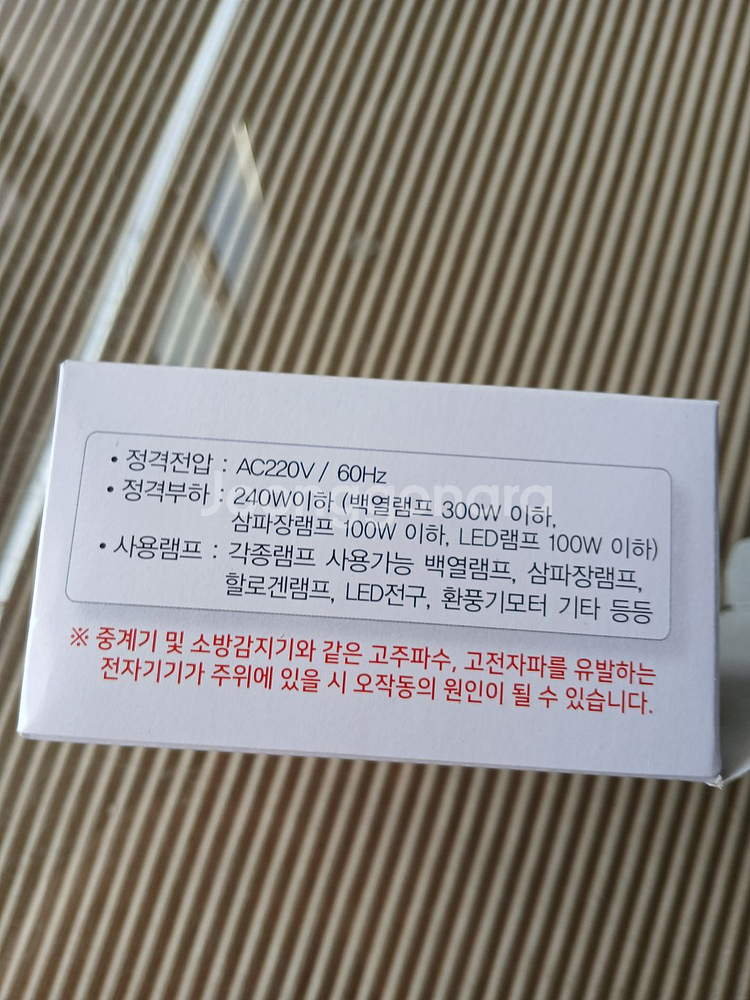 • 정격전압 : AC220V / 60Hz
• 정격부하 : 240W이하 (백열램프 300W 이하,
삼파장램프 100W 이하, LED램프 100W 이하)
• 사용램프 : 각종램프 사용가능 백열램프, 삼파장램프,
할로겐램프, LED전구, 환풍기모터 기타 등등
※ 중계기 및 소방감지기와 같은 고주파수, 고전자파를 유발하는
전자기기가 주위에 있을 시 오작동의 원인이 될 수 있습니다.
Joonggonara